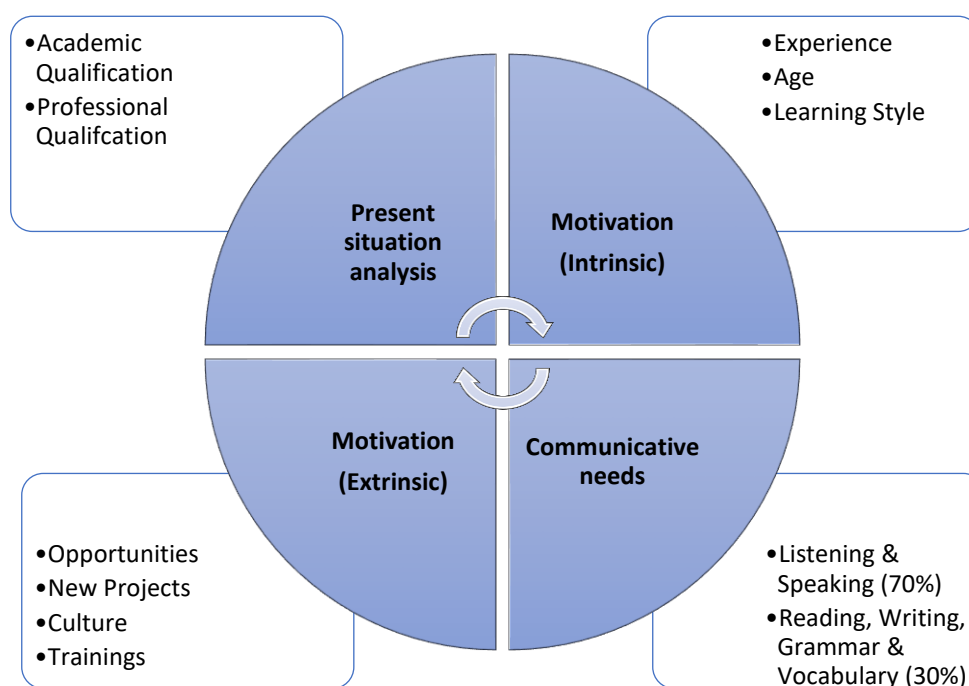 •Academic
Qualification
•Professional
Qualifcation
•Experience
•Age
•Learning Style
Present
situation
analysis
Motivation
(Intrinsic)
Motivation
(Extrinsic)
Communicative
needs
•Opportunities
•New Projects
•Culture
•Trainings
•Listening &
Speaking (70%)
•Reading, Writing,
Grammar &
Vocabulary (30%)